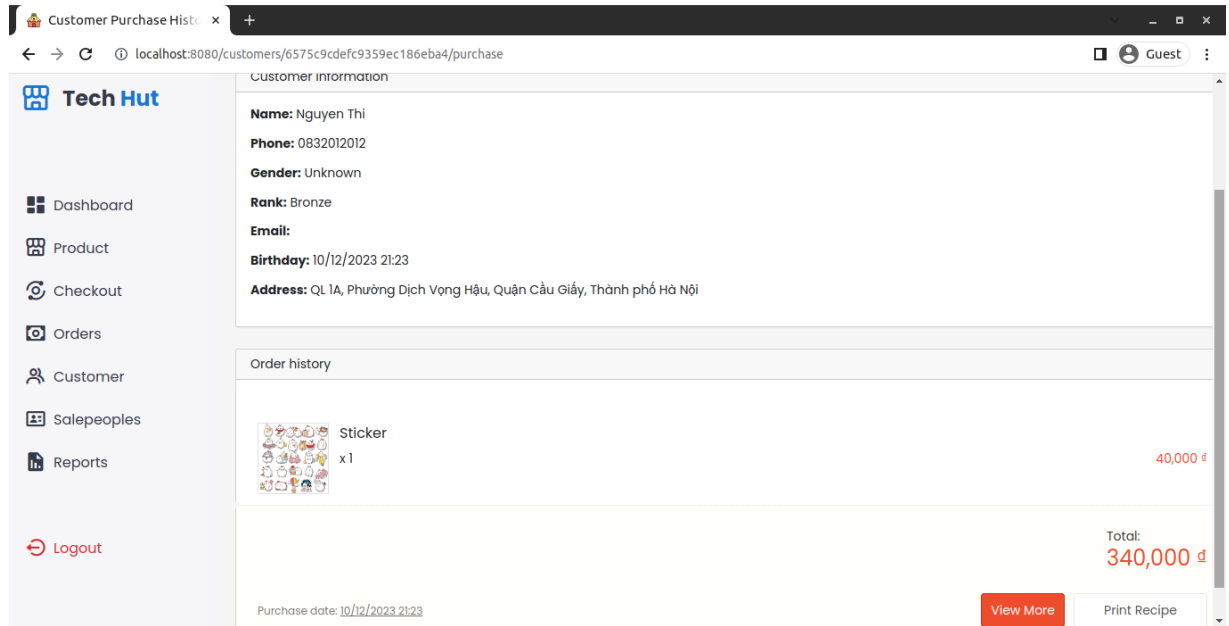 Customer Purchase Histo
localhost:8080/customers/6575c9cdefc9359ec186eba4/purchase
Guest
Tech Hut
Dashboard
Product
Checkout
Orders
Customer
Salepeoples
Reports
Logout
Customer Information
Name: Nguyen Thi
Phone: 0832012012
Gender: Unknown
Rank: Bronze
Email:
Birthday: 10/12/2023 21:23
Address: QL 1A, Phường Dịch Vọng Hậu, Quận Cầu Giấy, Thành phố Hà Nội
Order history
Sticker
x 1
40,000 ₫
Total:
340,000 ₫
Purchase date: 10/12/2023 21:23
View More
Print Recipe